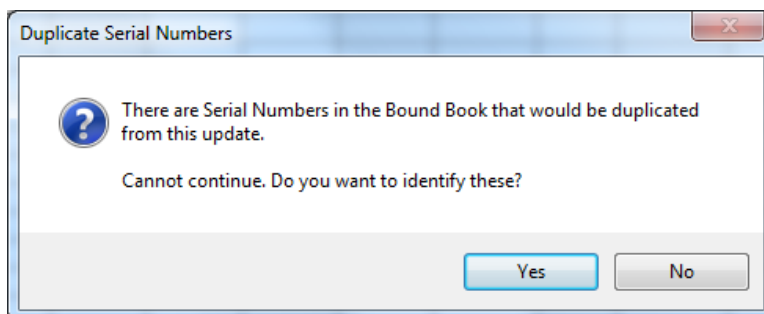 Duplicate Serial Numbers
There are Serial Numbers in the Bound Book that would be duplicated
from this update.
Cannot continue. Do you want to identify these?
Yes
No